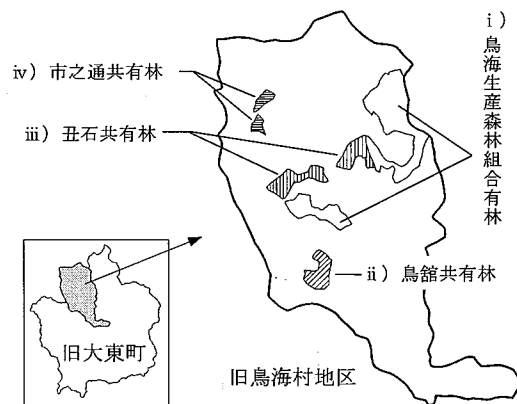 i）鳥海生産森林組合有林
iv）市之通共有林
iii）丑石共有林
ii）鳥舘共有林
旧大東町
旧鳥海村地区